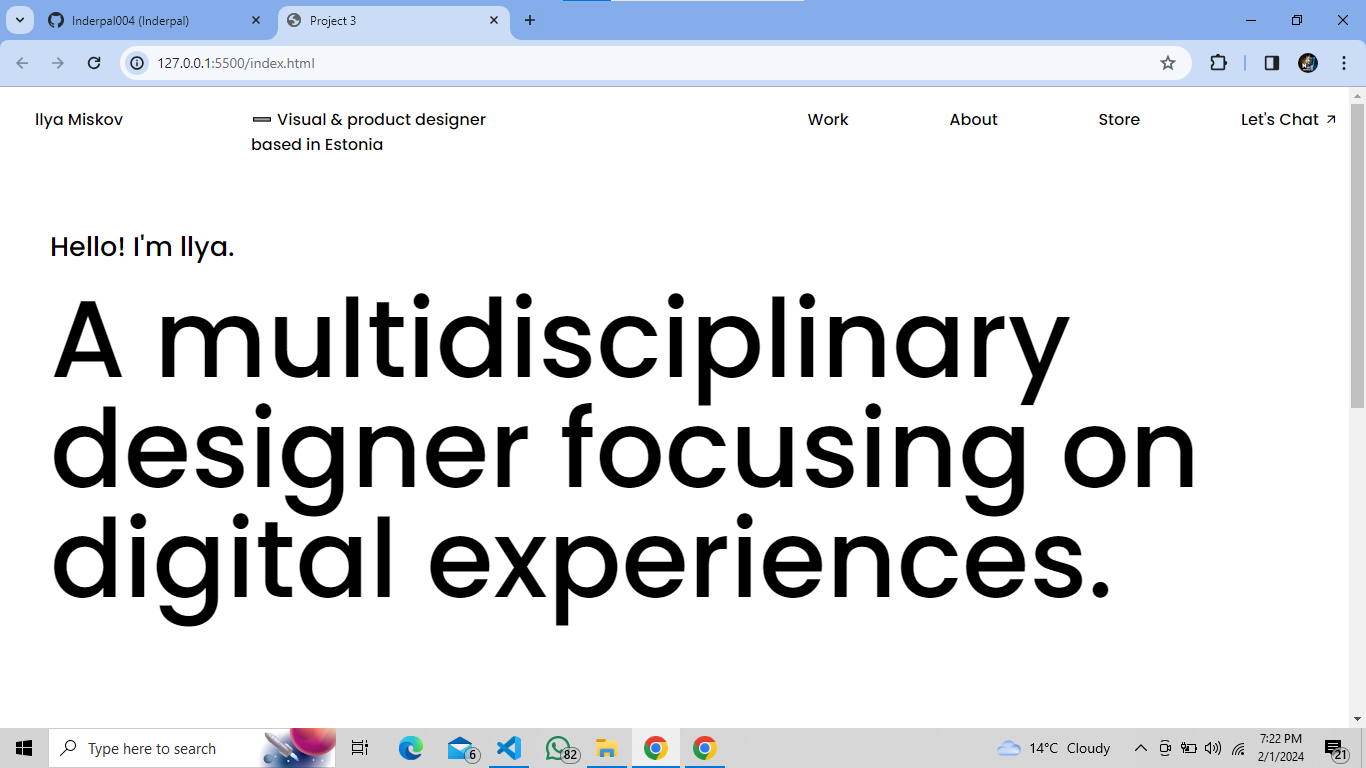 Inderpal004 (Inderpal)
Project 3
127.0.0.1:5500/index.html
llya Miskov
Visual & product designer
based in Estonia
Work
About
Store
Let's Chat
Hello! I'm llya.
A multidisciplinary
designer focusing on
digital experiences.
Type here to search
6
82
14°C Cloudy
7:22 PM
2/1/2024
21